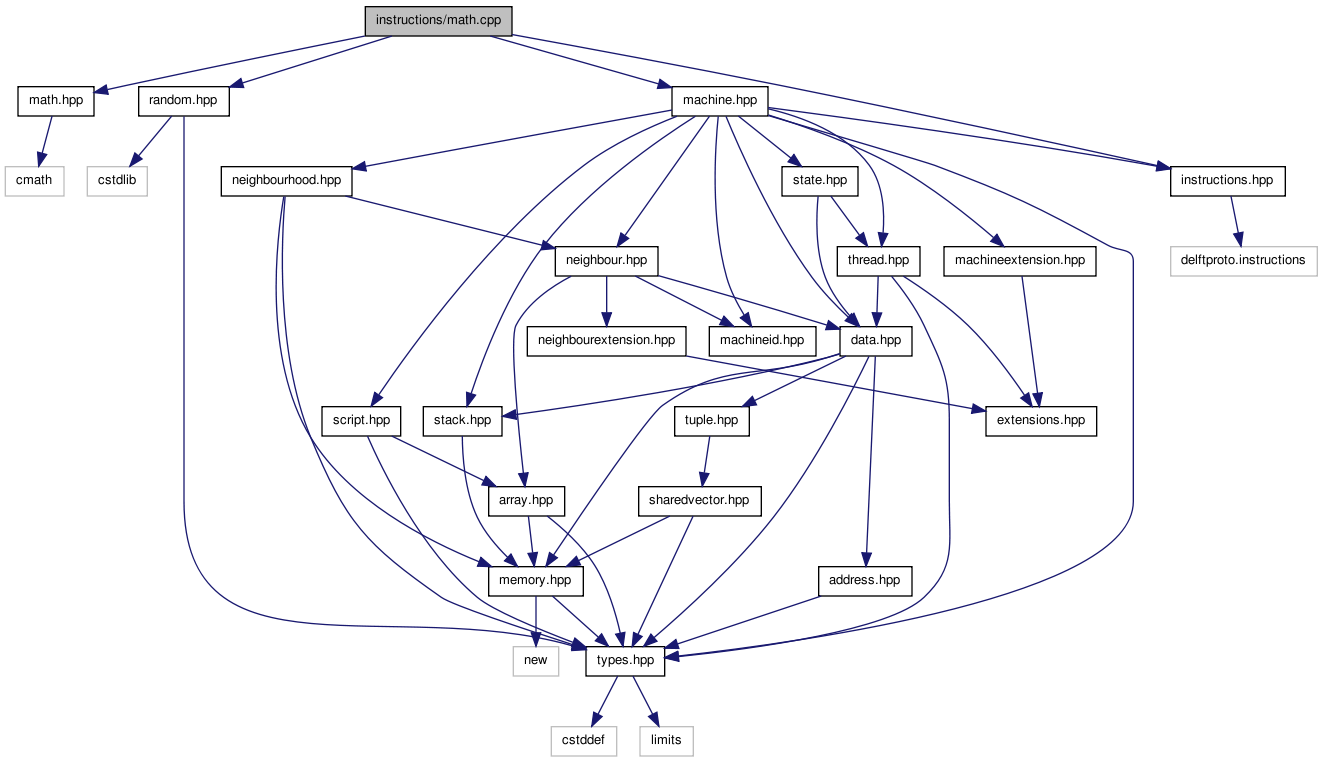 instructions/math.cpp
math.hpp
random.hpp
machine.hpp
cmath
cstdlib
neighbourhood.hpp
state.hpp
instructions.hpp
neighbour.hpp
thread.hpp
machineextension.hpp
delftproto.instructions
neighbourextension.hpp
machineid.hpp
data.hpp
script.hpp
stack.hpp
tuple.hpp
extensions.hpp
array.hpp
sharedvector.hpp
memory.hpp
address.hpp
new
types.hpp
cstddef
limits